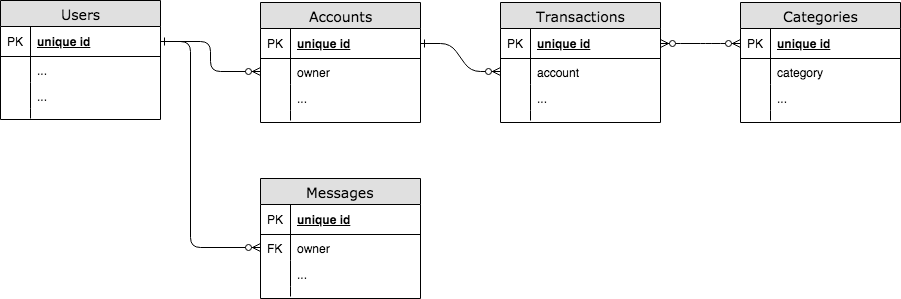 Users
PK unique id
...
...
Accounts
PK unique id
owner
...
Transactions
PK unique id
account
...
Categories
PK unique id
category
...
Messages
PK unique id
FK owner
...